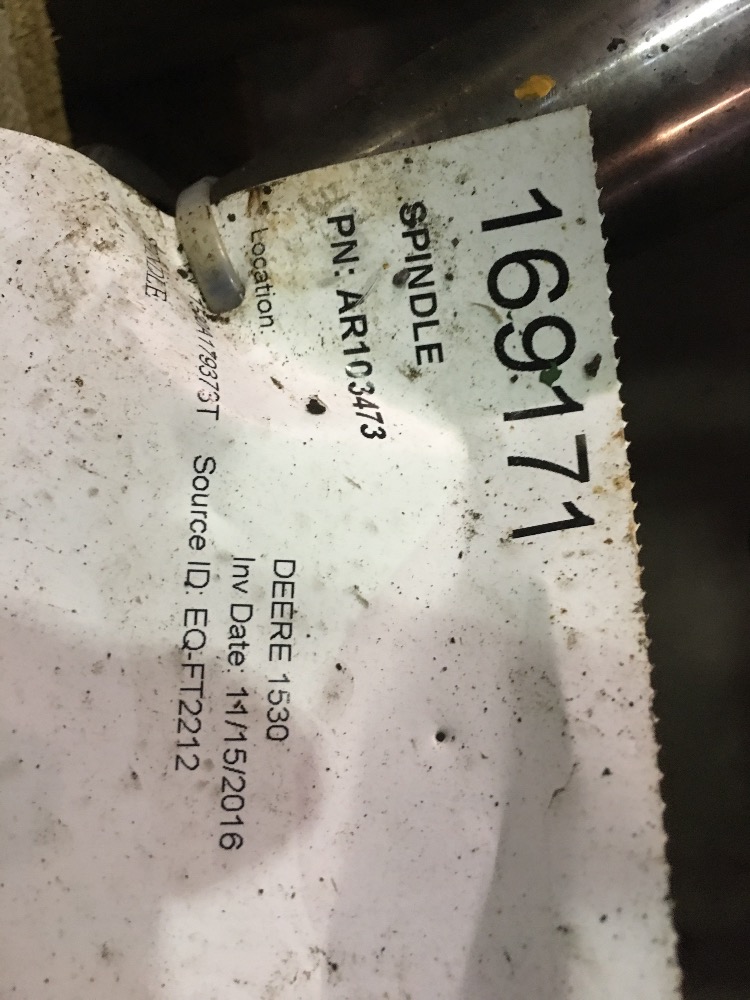 169171
SPINDLE
PN: AR103473
Location:
DEERE 1530
Inv Date: 11/15/2016
Source ID: EQ-FT2212